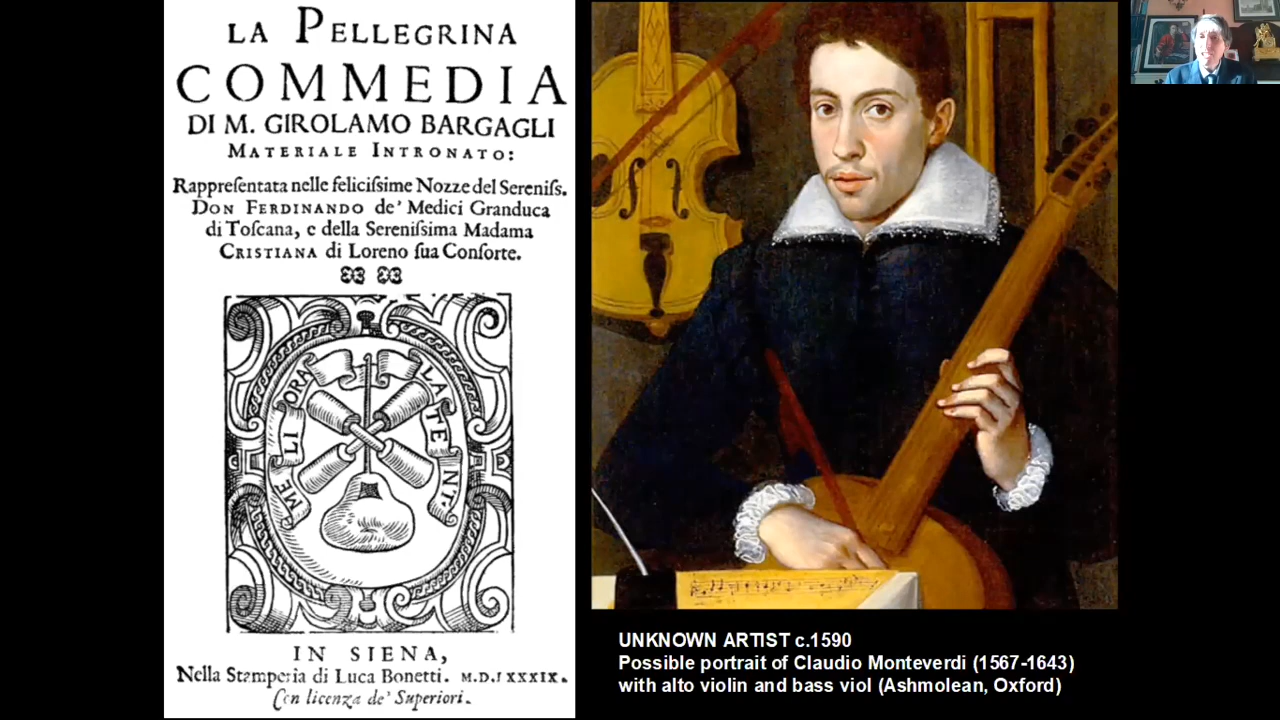 LA PELLEGRINA
COMMEDIA
DI M. GIROLAMO BARGAGLI
MATERIALE INTRONATO:
Rappreſentata nelle feliciſſime Nozze del Sereniſs.
DON FERDINANDO de' Medici Granduca
di Toſcana, e della Sereniſſima Madama
CRISTIANA di Loreno ſua Conſorte.
MELIORA LATENT.
IN SIENA,
Nella Stamperia di Luca Bonetti. M.D.LXXXIX.
Con licenza de' Superiori.
UNKNOWN ARTIST c.1590
Possible portrait of Claudio Monteverdi (1567-1643)
with alto violin and bass viol (Ashmolean, Oxford)